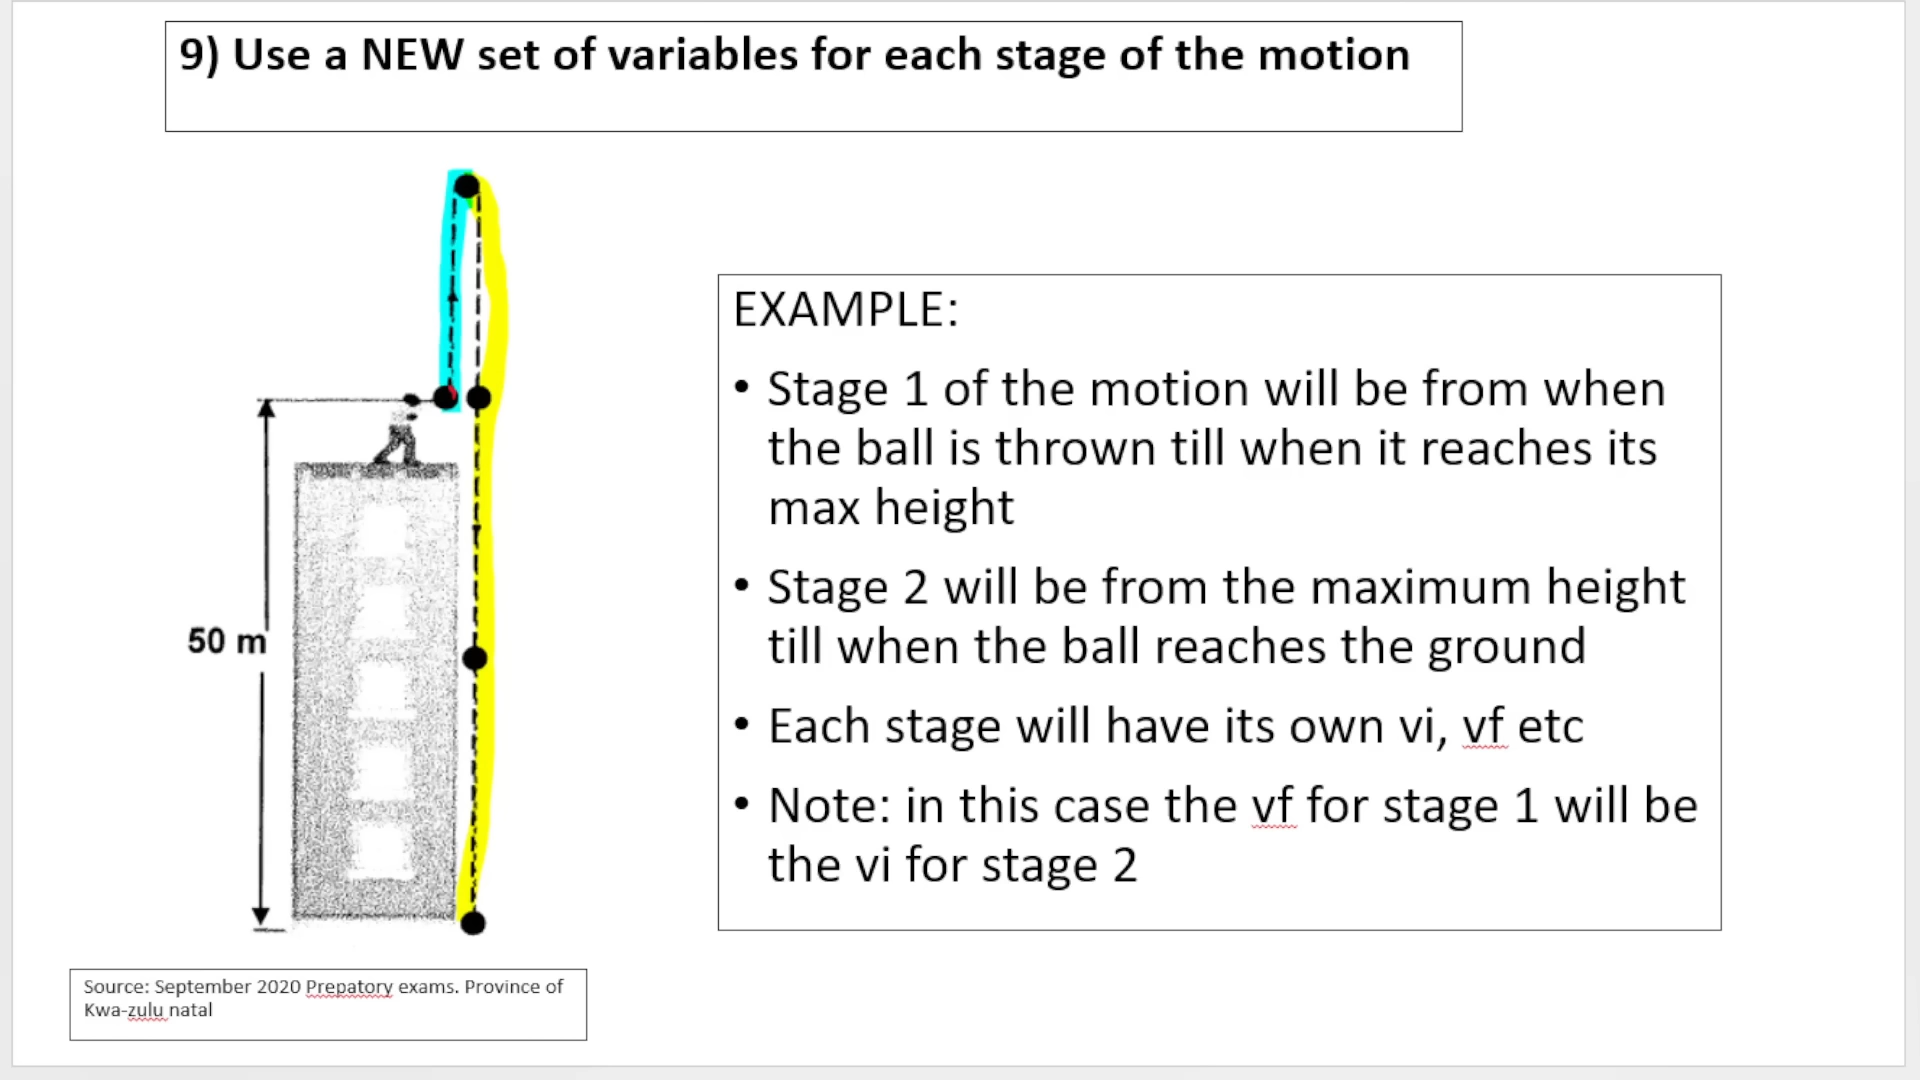 9) Use a NEW set of variables for each stage of the motion
50 m
EXAMPLE:
• Stage 1 of the motion will be from when
the ball is thrown till when it reaches its
max height
• Stage 2 will be from the maximum height
till when the ball reaches the ground
• Each stage will have its own vi, vf etc
• Note: in this case the vf for stage 1 will be
the vi for stage 2
Source: September 2020 Prepatory exams. Province of
Kwa-zulu natal